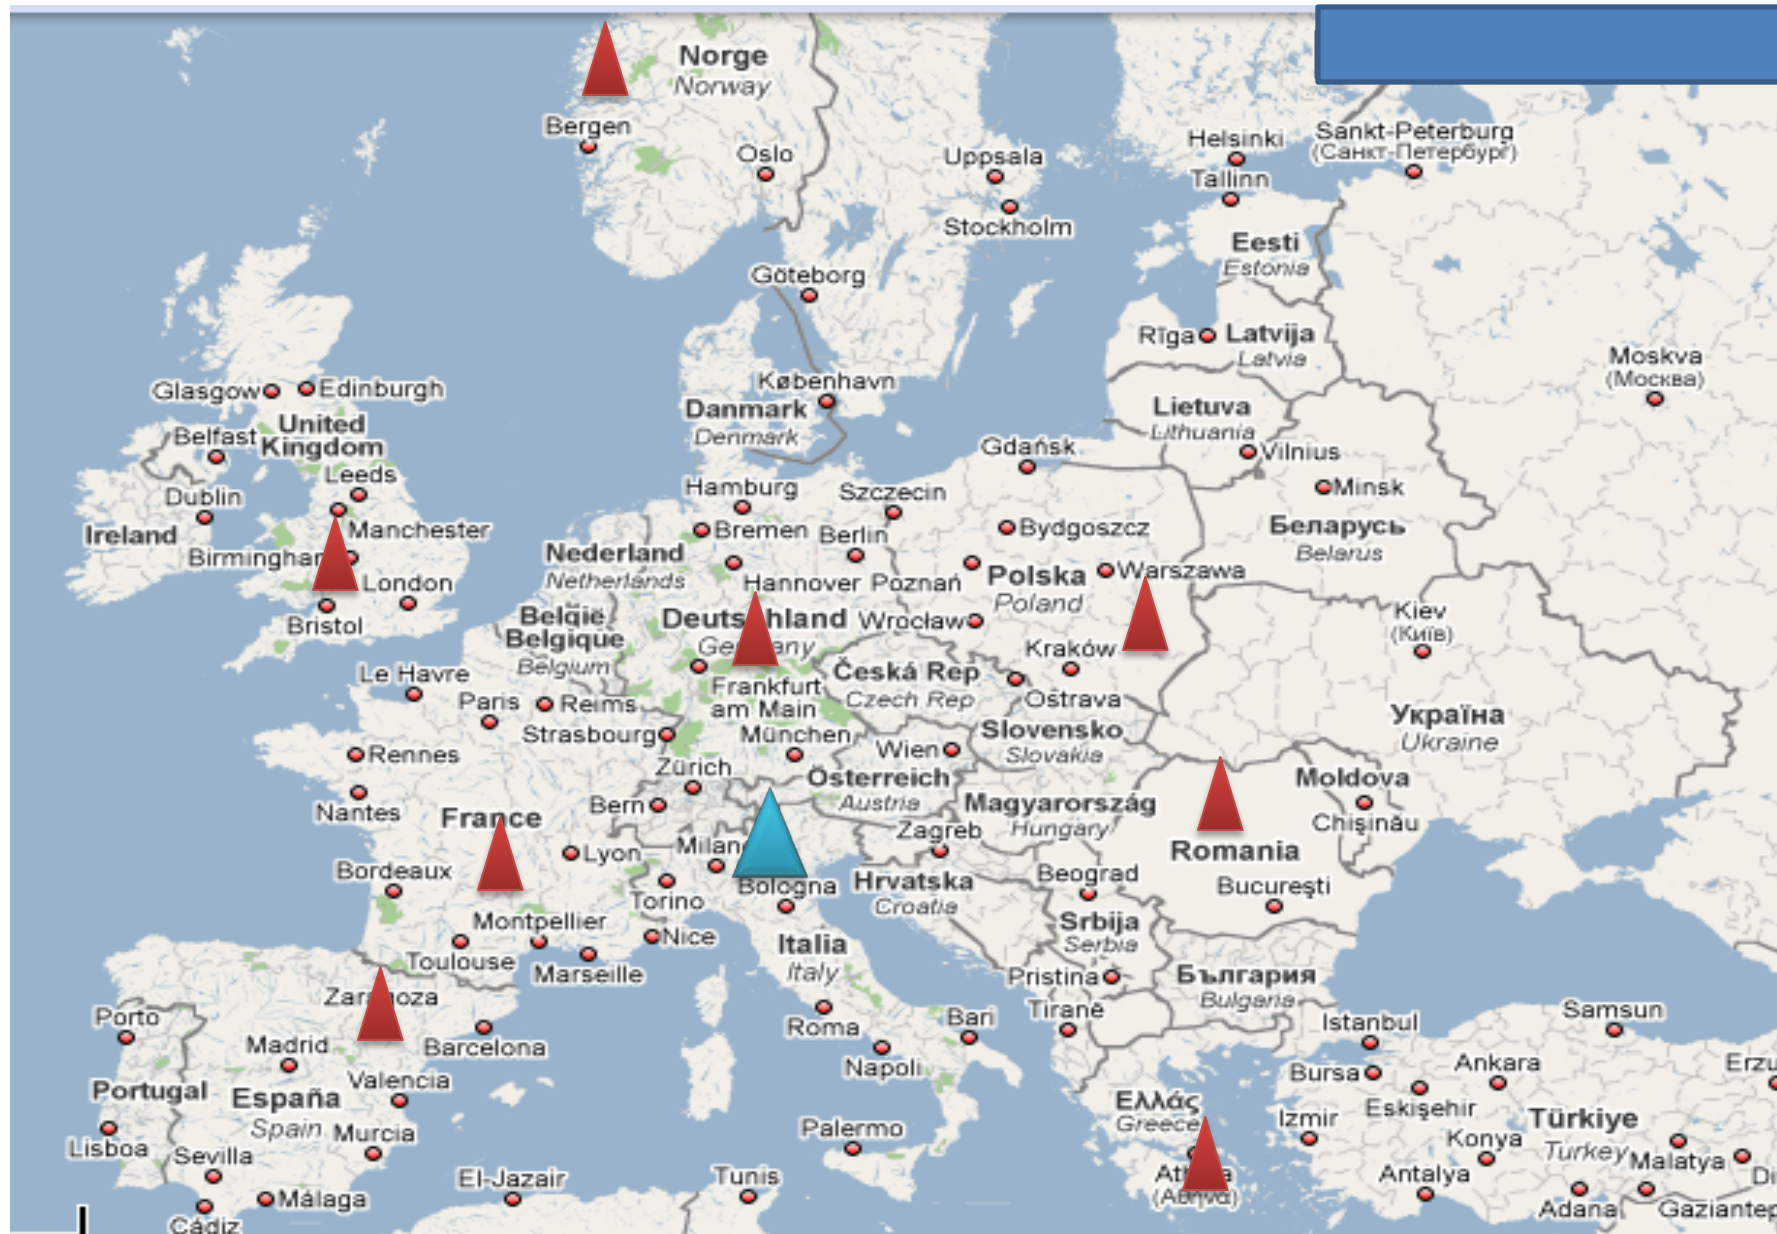 Norge
Norway
Bergen
Oslo
Uppsala
Stockholm
Helsinki
Tallinn
Sankt-Peterburg
(Санкт-Петербург)
Eesti
Estonia
Göteborg
Rīga
Latvija
Latvia
Moskva
(Москва)
Glasgow
Edinburgh
United
Kingdom
Belfast
Leeds
Dublin
Manchester
Ireland
London
Bristol
København
Danmark
Denmark
Lietuva
Lithuania
Vilnius
Gdańsk
Minsk
Беларусь
Belarus
Hamburg
Szczecin
Bremen
Berlin
Bydgoszcz
Nederland
Netherlands
Hannover
Poznań
Polska
Poland
Warszawa
België
Belgique
Belgium
Wrocław
Kraków
Kiev
(Київ)
Le Havre
Paris
Reims
Frankfurt
am Main
Česká Rep
Czech Rep
Ostrava
Україна
Ukraine
Strasbourg
München
Wien
Slovensko
Slovakia
Rennes
Zürich
Österreich
Austria
Moldova
Nantes
Bern
Magyarország
Hungary
Chişinău
France
Lyon
Zagreb
Romania
Bordeaux
Torino
Bologna
Hrvatska
Croatia
Beograd
Bucureşti
Montpellier
Nice
Italia
Italy
Srbija
Serbia
Toulouse
Marseille
Pristina
България
Bulgaria
Porto
Roma
Bari
Tiranë
Istanbul
Samsun
Madrid
Barcelona
Napoli
Bursa
Ankara
Portugal
España
Spain
Valencia
Eskişehir
Ελλάς
Greece
Izmir
Türkiye
Turkey
Lisboa
Murcia
Palermo
Konya
Malatya
Sevilla
El-Jazair
Tunis
(Αθήνα)
Antalya
Málaga
Adana
Cádiz